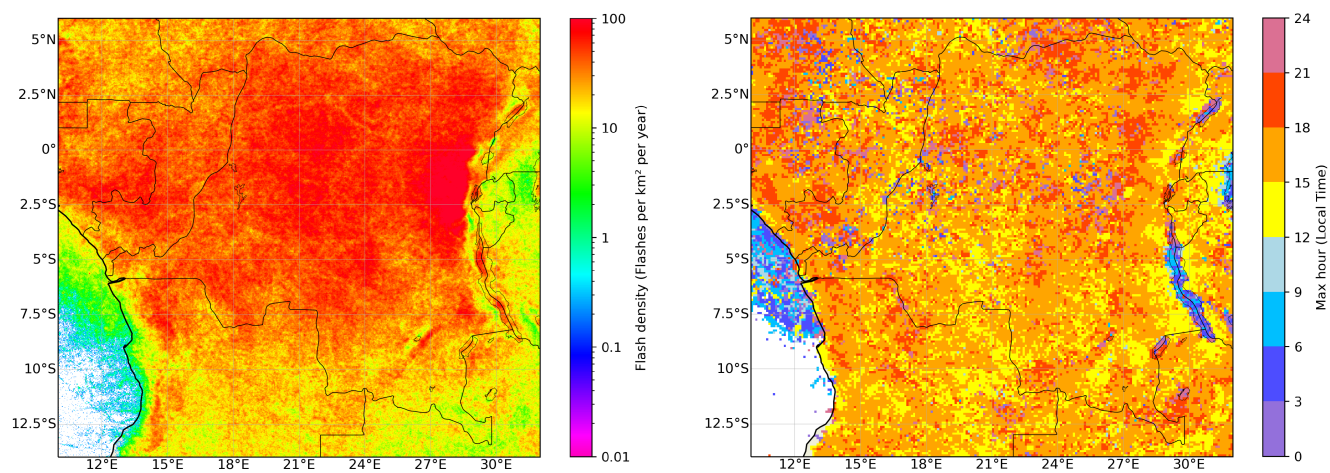 5°N
2.5°N
0°
2.5°S
5°S
7.5°S
10°S
12.5°S
12°E 15°E 18°E 21°E 24°E 27°E 30°E
100
10
1
0.1
0.01
Flash density (Flashes per km² per year)
5°N
2.5°N
0°
2.5°S
5°S
7.5°S
10°S
12.5°S
12°E 15°E 18°E 21°E 24°E 27°E 30°E
24
21
18
15
12
9
6
3
0
Max hour (Local Time)